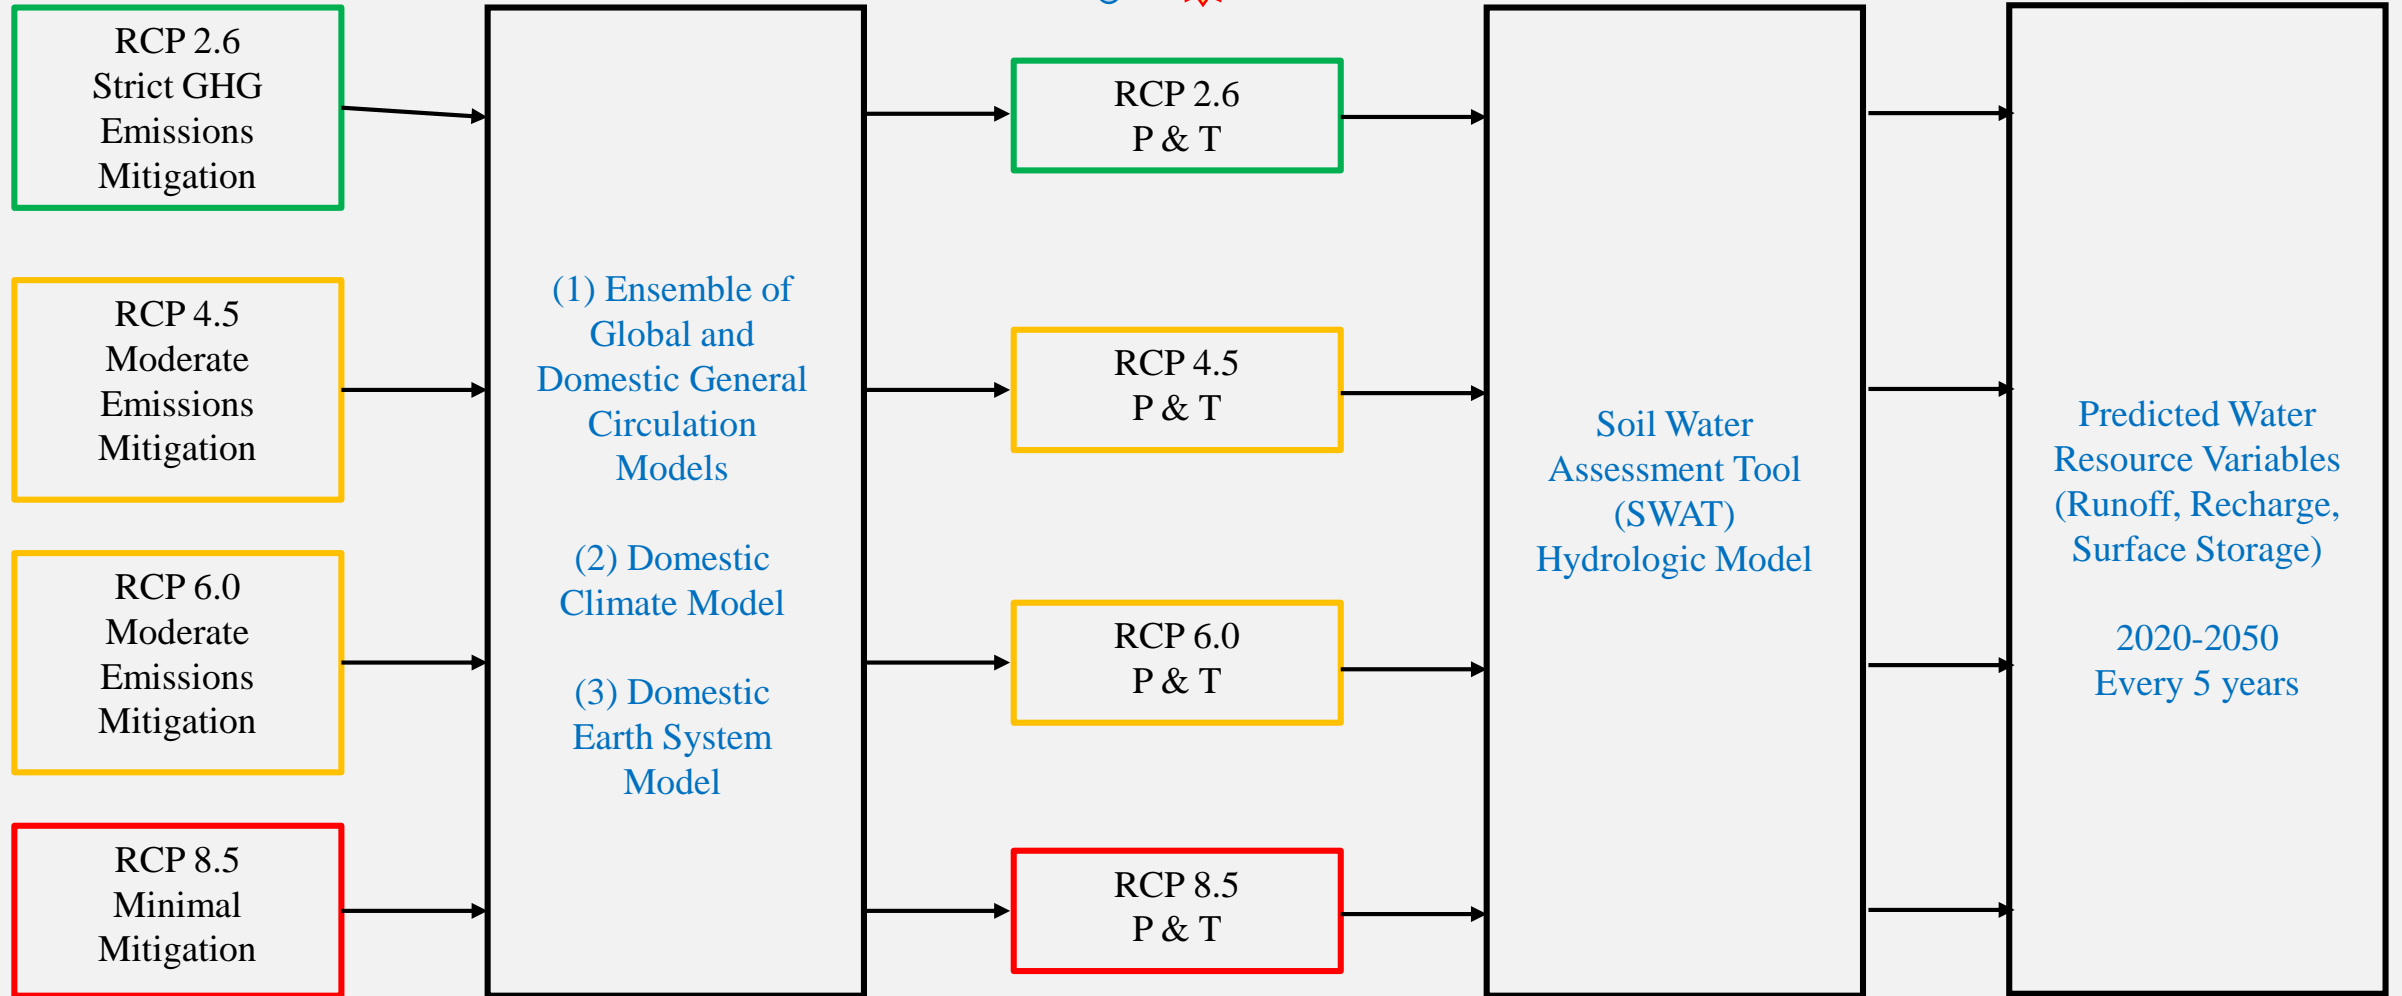 RCP 2.6
Strict GHG
Emissions
Mitigation
RCP 4.5
Moderate
Emissions
Mitigation
RCP 6.0
Moderate
Emissions
Mitigation
RCP 8.5
Minimal
Mitigation
(1) Ensemble of
Global and
Domestic General
Circulation
Models
(2) Domestic
Climate Model
(3) Domestic
Earth System
Model
RCP 2.6
P & T
RCP 4.5
P & T
RCP 6.0
P & T
RCP 8.5
P & T
Soil Water
Assessment Tool
(SWAT)
Hydrologic Model
Predicted Water
Resource Variables
(Runoff, Recharge,
Surface Storage)
2020-2050
Every 5 years